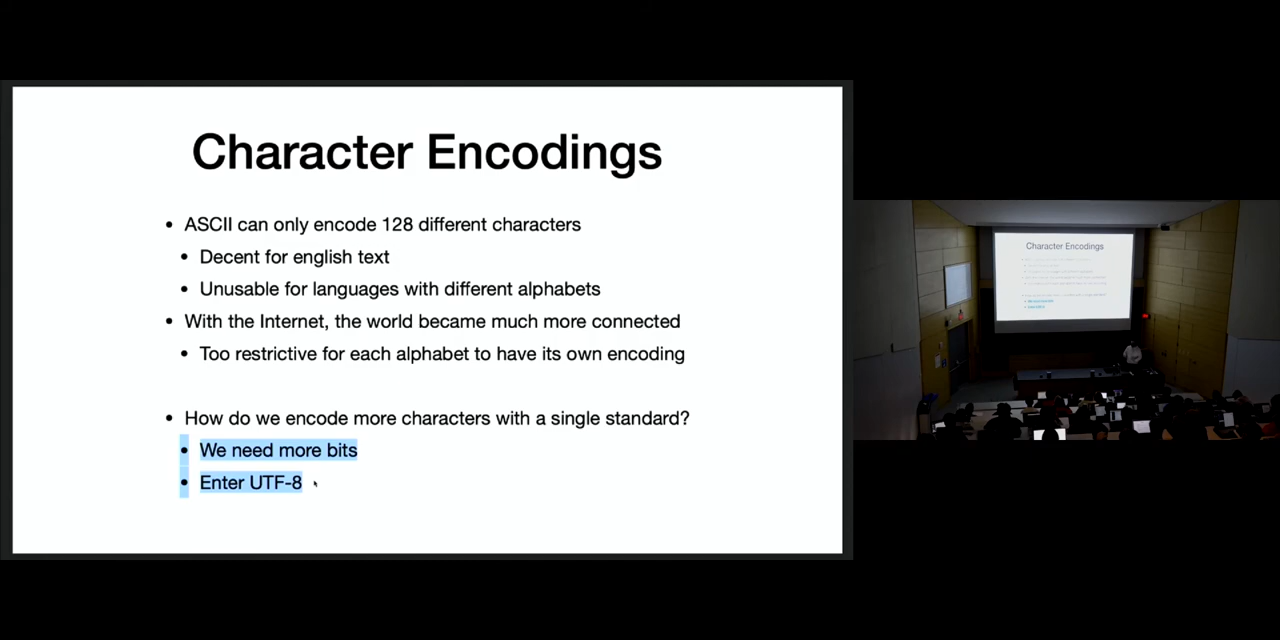 Character Encodings
• ASCII can only encode 128 different characters
• Decent for english text
• Unusable for languages with different alphabets
• With the Internet, the world became much more connected
• Too restrictive for each alphabet to have its own encoding
• How do we encode more characters with a single standard?
• We need more bits
• Enter UTF-8
Character Encodings